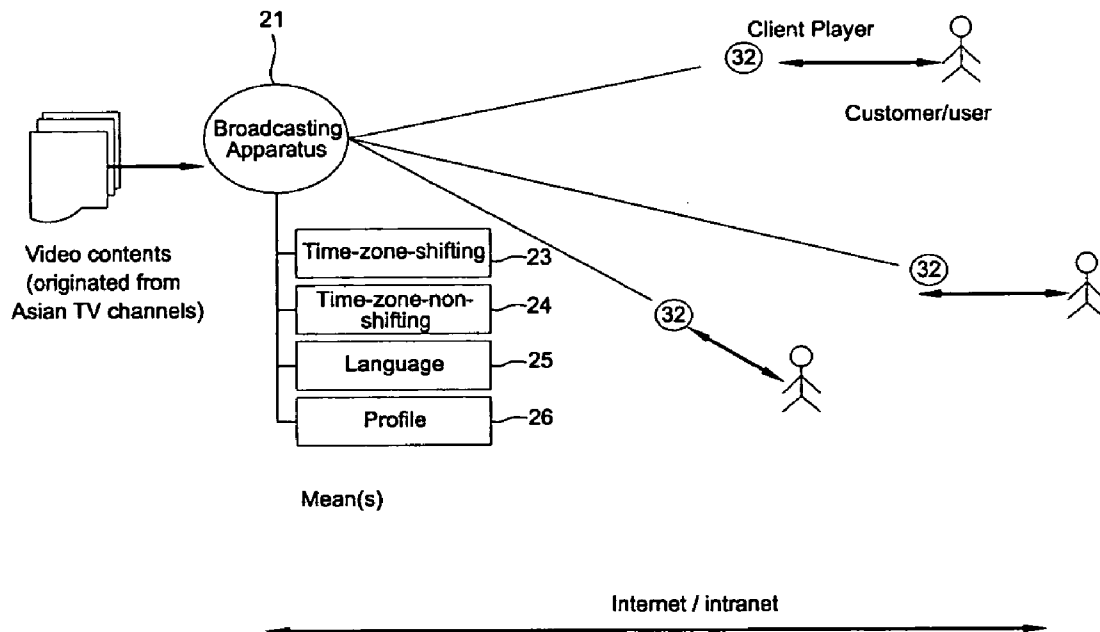 21
Client Player
32
Customer/user
Broadcasting
Apparatus
Video contents
(originated from
Asian TV channels)
Time-zone-shifting
23
Time-zone-non-
shifting
24
Language
25
Profile
26
32
32
Mean(s)
Internet / intranet